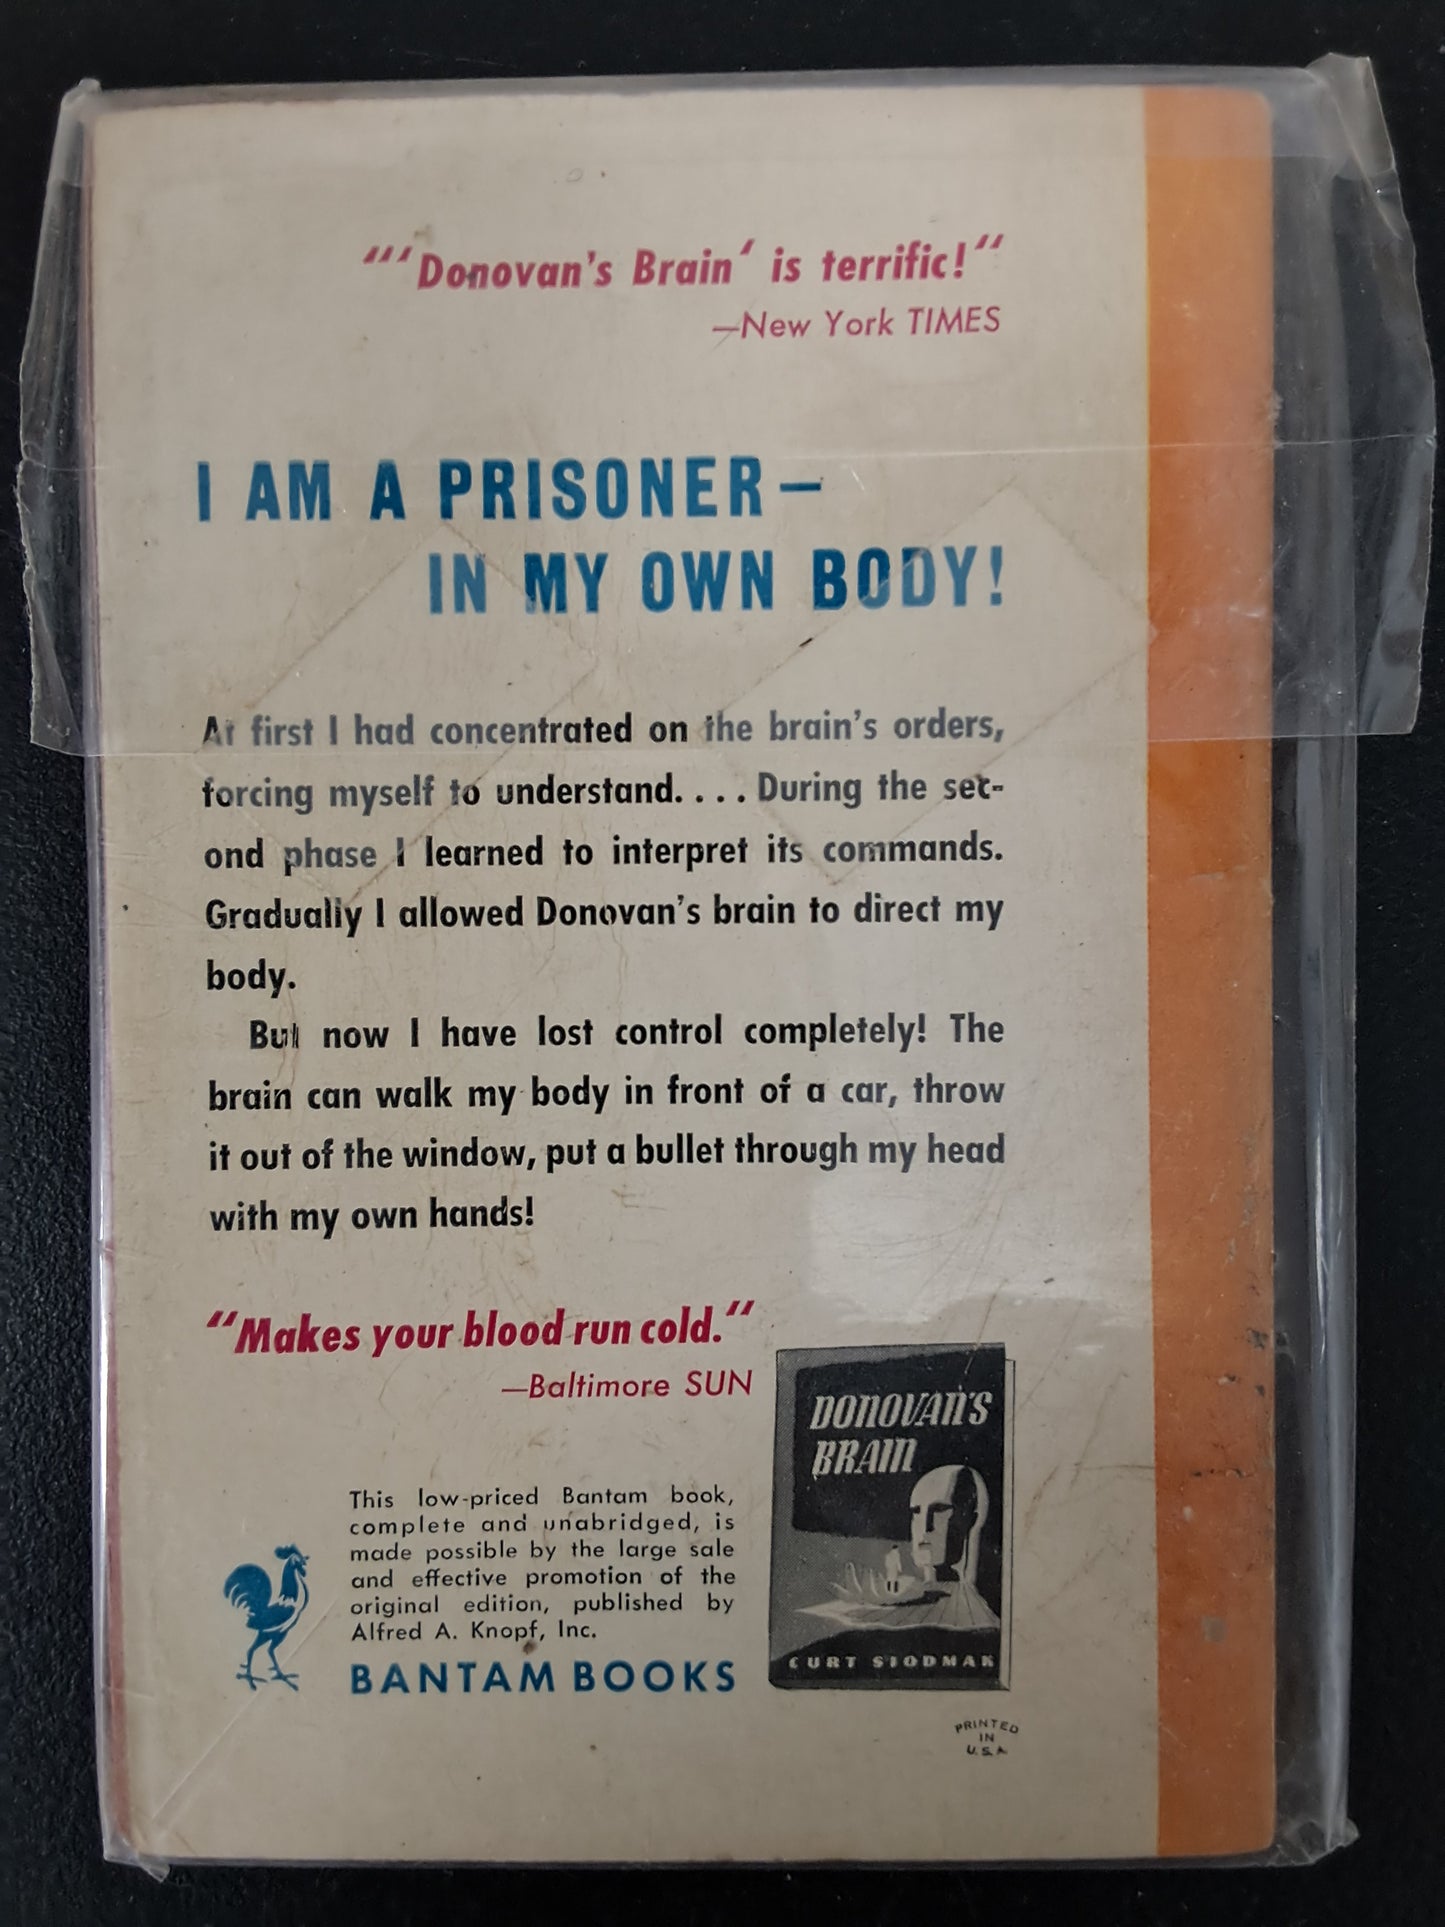 "'Donovan's Brain' is terrific!"
—New York TIMES
I AM A PRISONER—
IN MY OWN BODY!
At first I had concentrated on the brain's orders,
forcing myself to understand. . . . During the sec-
ond phase I learned to interpret its commands.
Gradually I allowed Donovan's brain to direct my
body.
But now I have lost control completely! The
brain can walk my body in front of a car, throw
it out of the window, put a bullet through my head
with my own hands!
"Makes your blood run cold."
—Baltimore SUN
This low-priced Bantam book,
complete and unabridged, is
made possible by the large sale
and effective promotion of the
original edition, published by
Alfred A. Knopf, Inc.
BANTAM BOOKS
DONOVAN'S
BRAIN
CURT SIODMAK
PRINTED
IN
U.S.A.